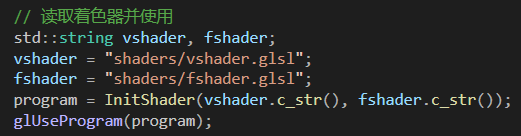 // 读取着色器并使用
std::string vshader, fshader;
vshader = "shaders/vshader.glsl";
fshader = "shaders/fshader.glsl";
program = InitShader(vshader.c_str(), fshader.c_str());
glUseProgram(program);